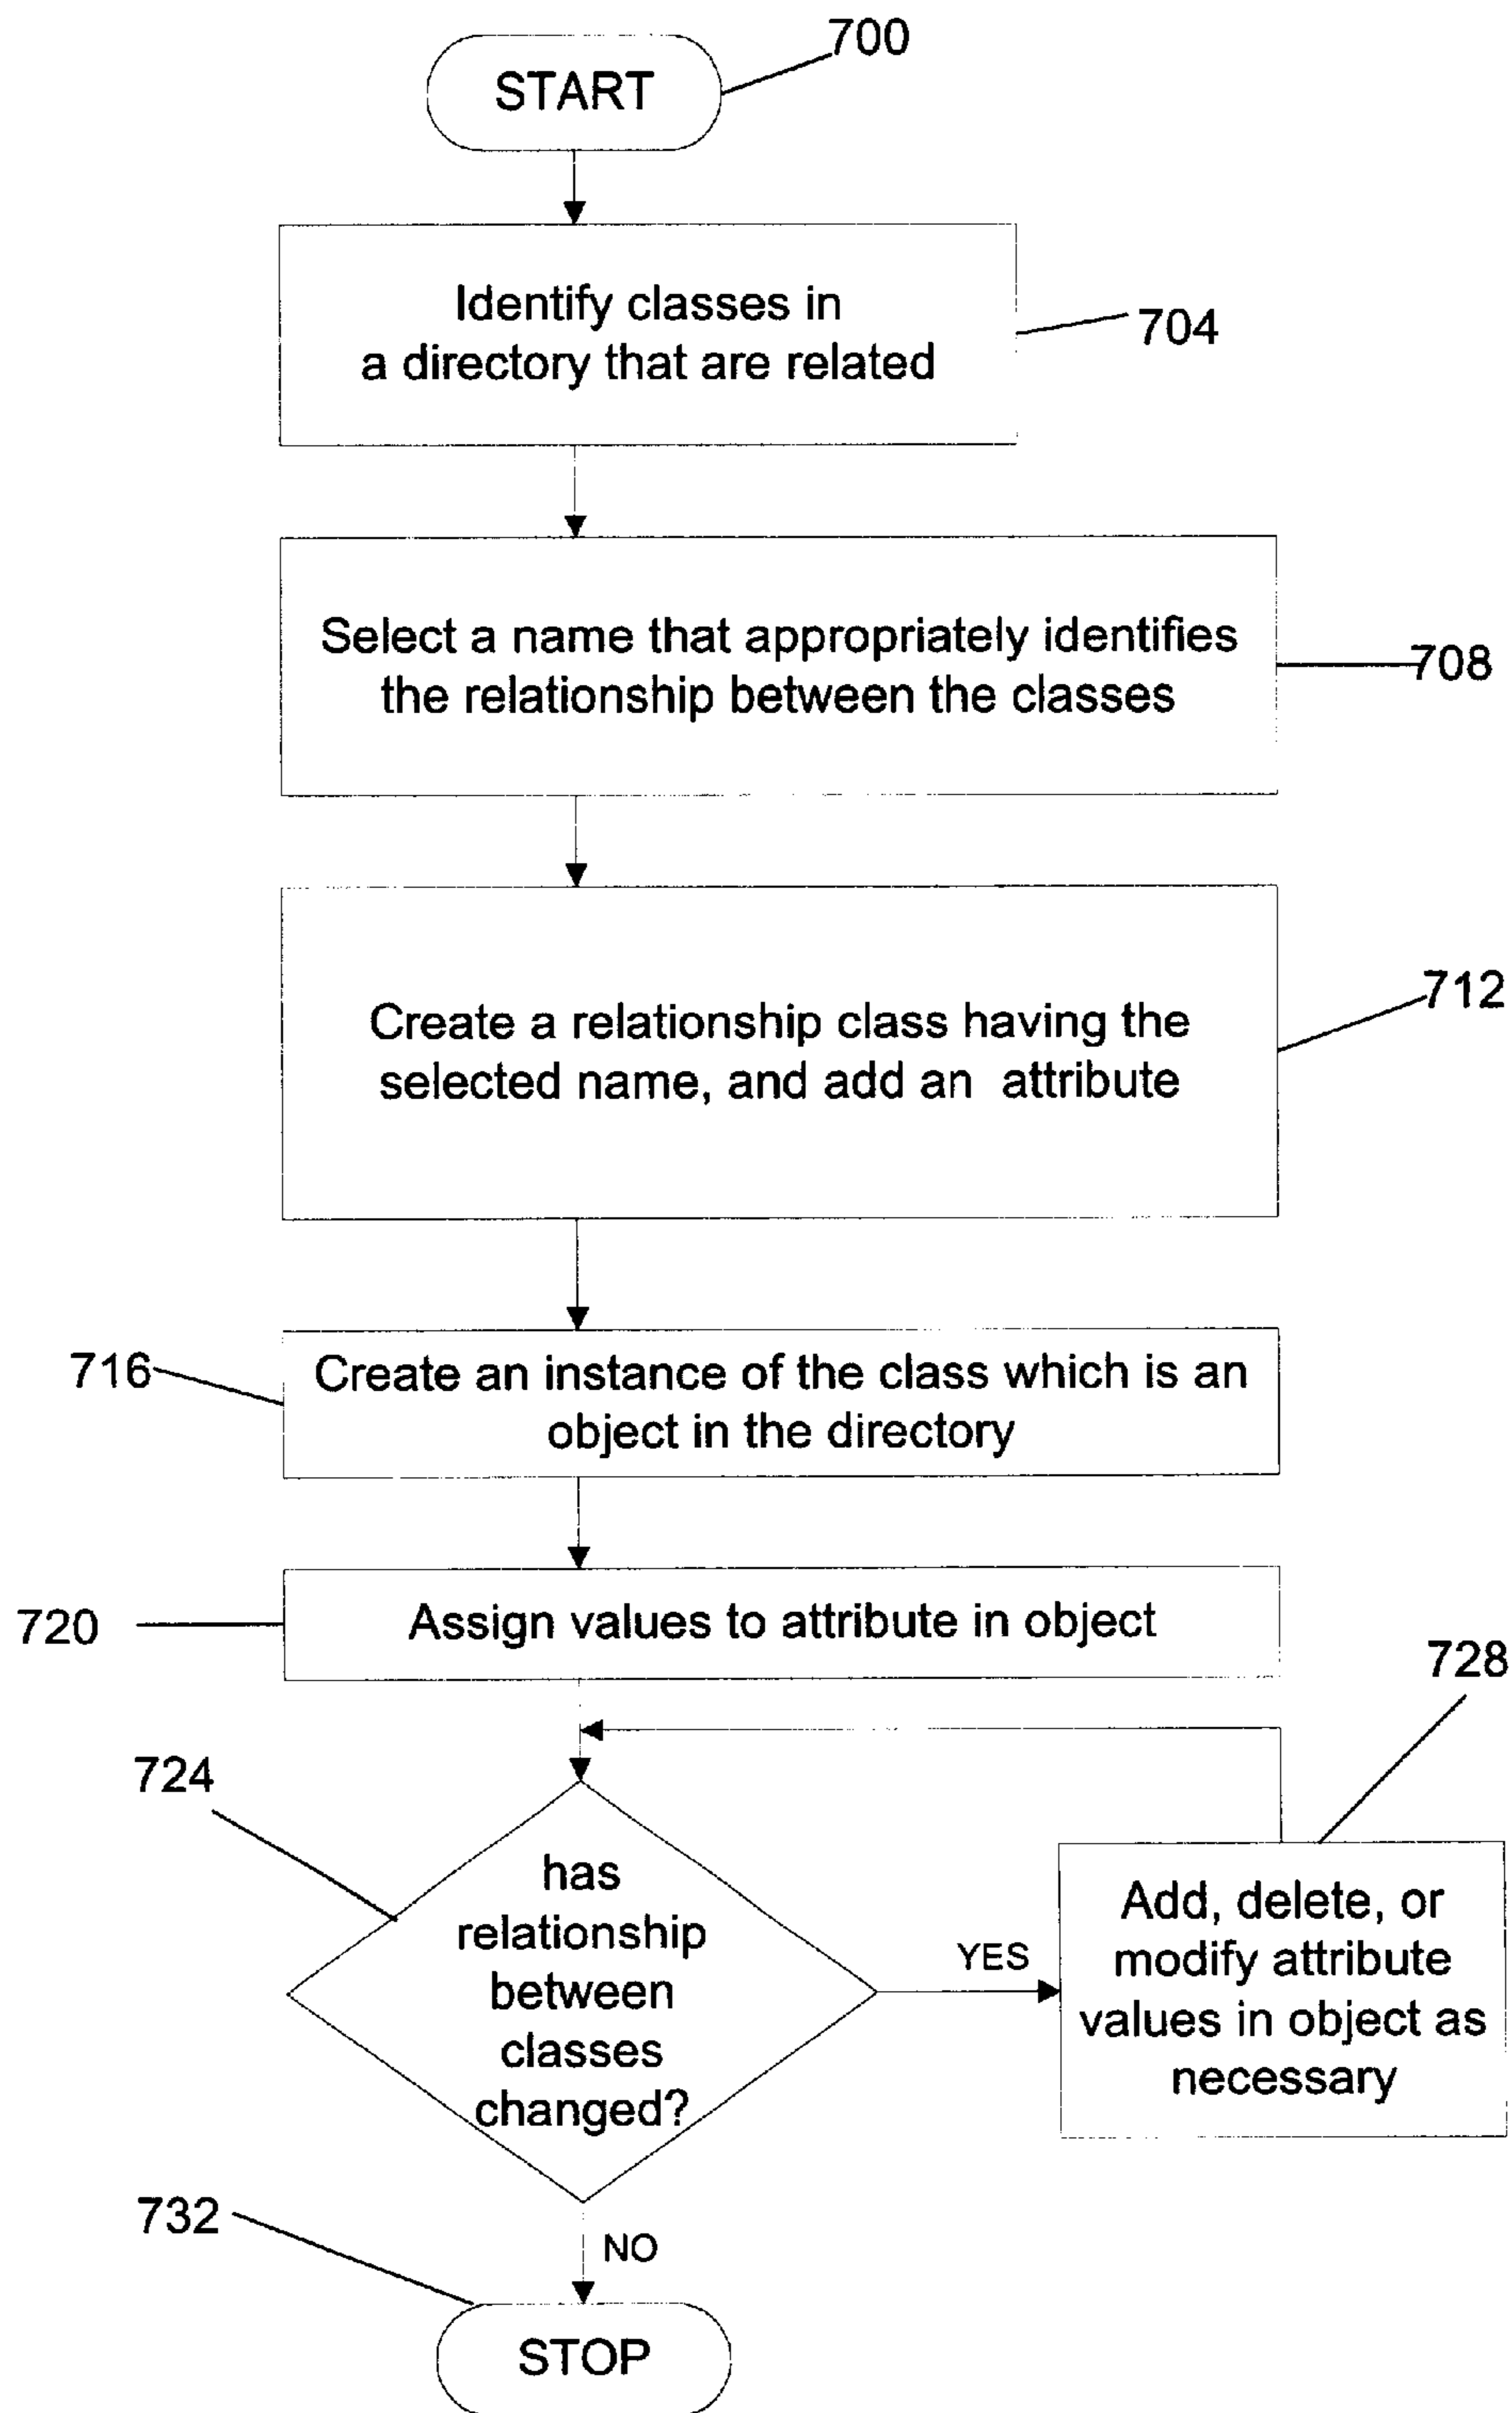 700
START
Identify classes in
a directory that are related
704
Select a name that appropriately identifies
the relationship between the classes
708
Create a relationship class having the
selected name, and add an attribute
712
716
Create an instance of the class which is an
object in the directory
720
Assign values to attribute in object
728
724
has
relationship
between
classes
changed?
YES
Add, delete, or
modify attribute
values in object as
necessary
732
NO
STOP